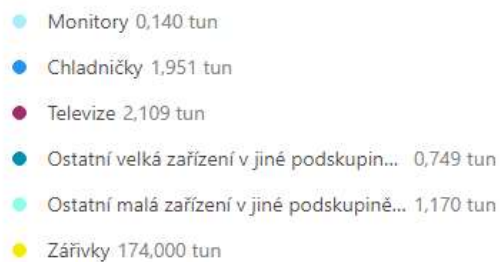 Monitory 0,140 tun
Chladničky 1,951 tun
Televize 2,109 tun
Ostatní velká zařízení v jiné podskupin... 0,749 tun
Ostatní malá zařízení v jiné podskupině... 1,170 tun
Zářivky 174,000 tun